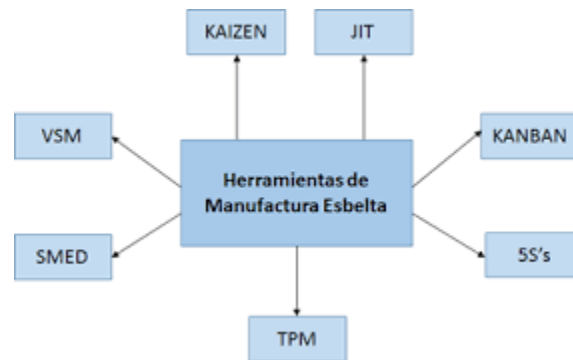 KAIZEN
JIT
VSM
KANBAN
Herramientas de
Manufactura Esbelta
SMED
5S's
TPM